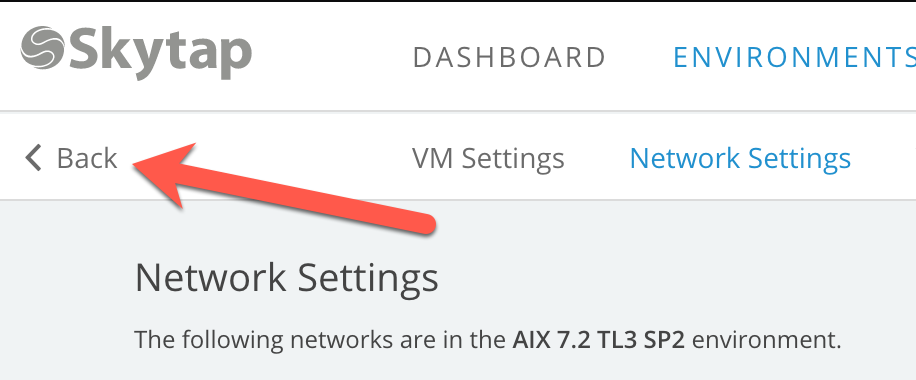 Skytap
DASHBOARD
ENVIRONMENTS
Back
VM Settings
Network Settings
Network Settings
The following networks are in the AIX 7.2 TL3 SP2 environment.